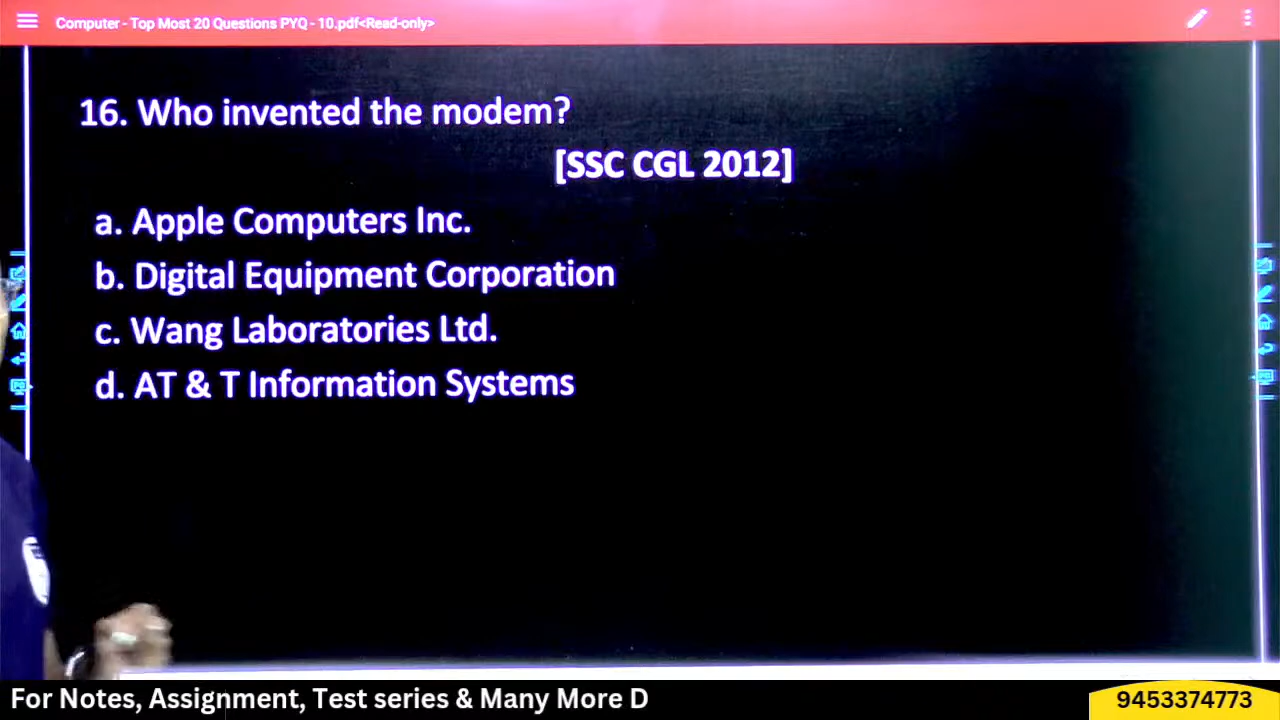 Computer - Top Most 20 Questions PYQ - 10.pdf<Read-only>
16. Who invented the modem?
[SSC CGL 2012]
a. Apple Computers Inc.
b. Digital Equipment Corporation
c. Wang Laboratories Ltd.
d. AT & T Information Systems
For Notes, Assignment, Test series & Many More D
9453374773